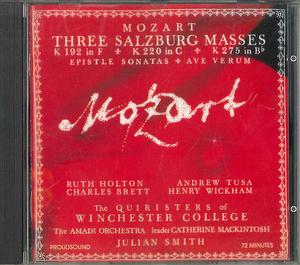 MOZART
THREE SALZBURG MASSES
K 192 in F + K 220 in C + K 275 in B♭
EPISTLE SONATAS + AVE VERUM
Mozart
RUTH HOLTON ANDREW TUSA
CHARLES BRETT HENRY WICKHAM
The QUIRISTERS of
WINCHESTER COLLEGE
The AMADI ORCHESTRA leader CATHERINE MACKINTOSH
JULIAN SMITH
PROUDSOUND 72 MINUTES